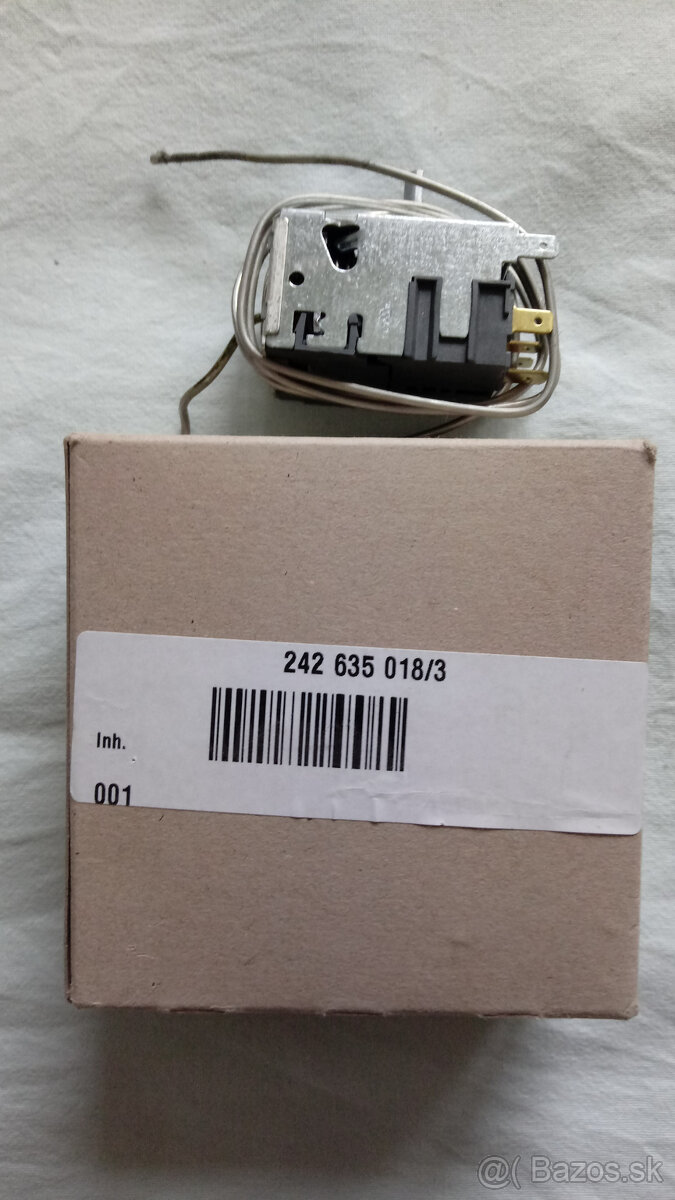 242 635 018/3
Inh.
001
@( Bazos.sk